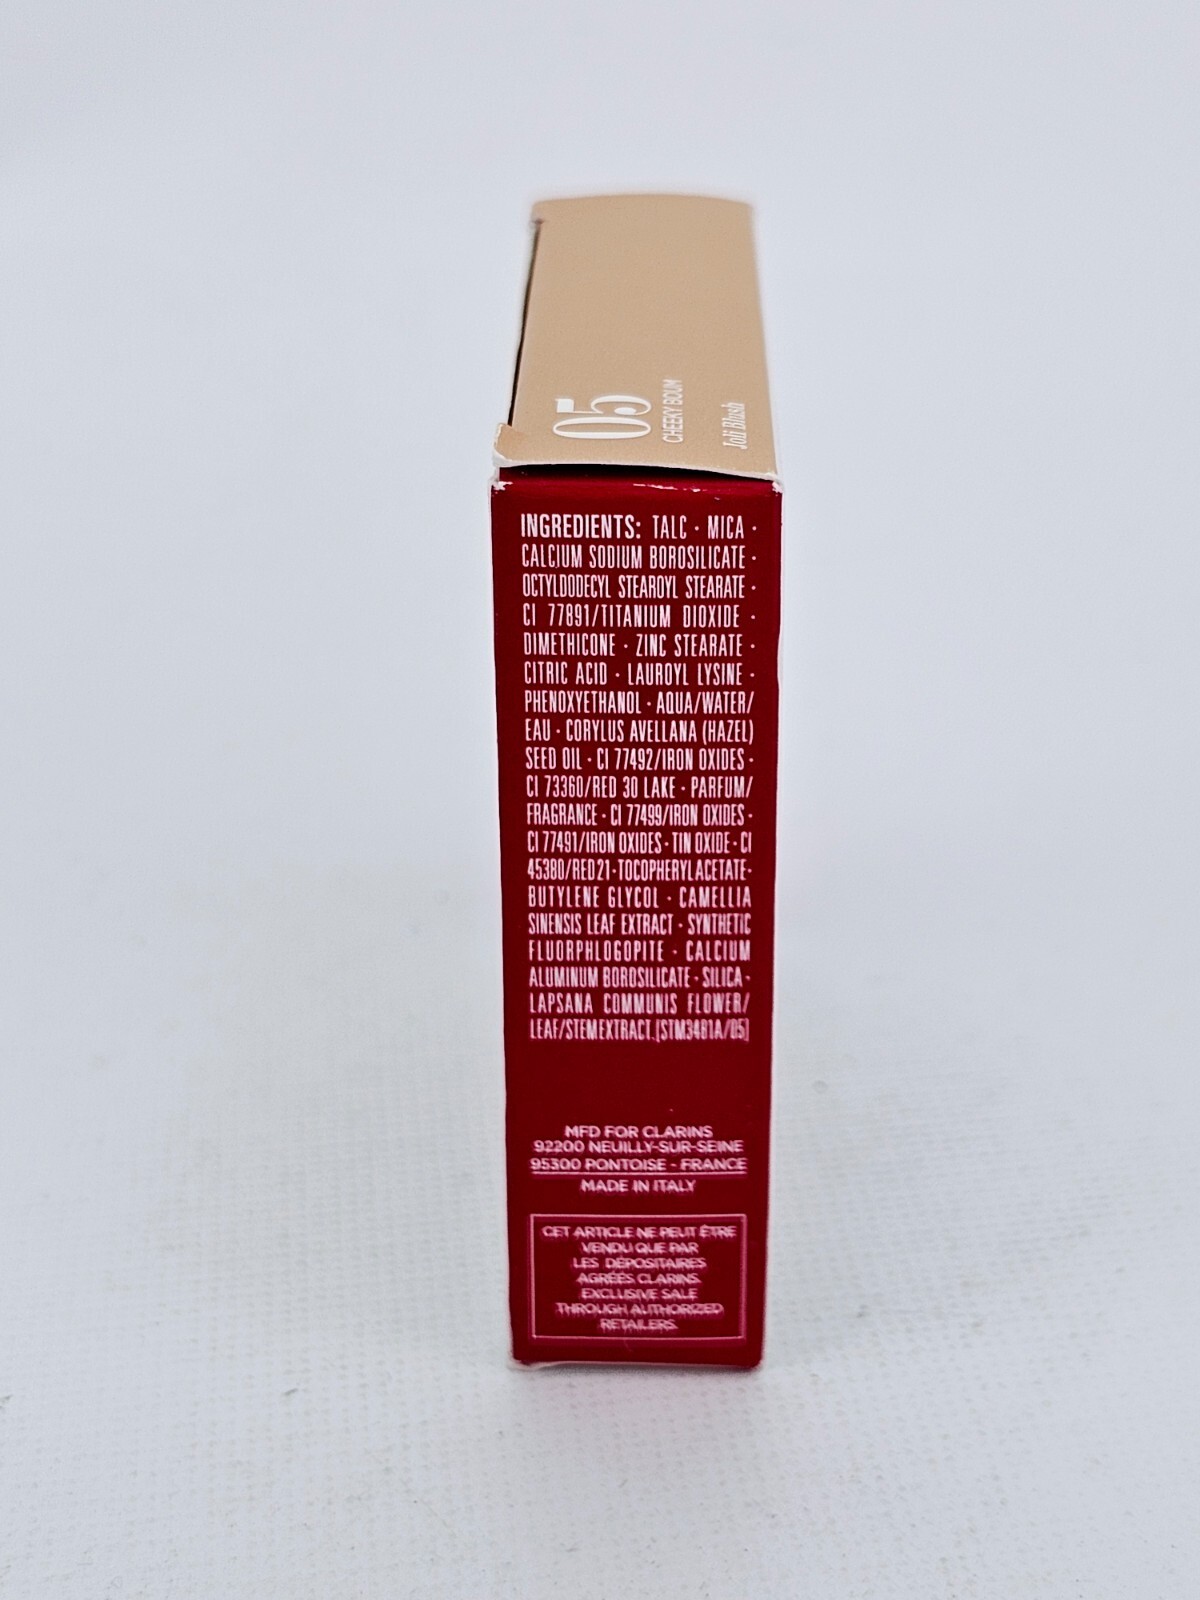 05
CHEEKY BOUM
Joli Blush
INGREDIENTS: TALC · MICA ·
CALCIUM SODIUM BOROSILICATE ·
OCTYLDODECYL STEAROYL STEARATE ·
CI 77891/TITANIUM DIOXIDE ·
DIMETHICONE · ZINC STEARATE ·
CITRIC ACID · LAUROYL LYSINE ·
PHENOXYETHANOL · AQUA/WATER/
EAU · CORYLUS AVELLANA (HAZEL)
SEED OIL · CI 77492/IRON OXIDES ·
CI 73360/RED 30 LAKE · PARFUM/
FRAGRANCE · CI 77499/IRON OXIDES ·
CI 77491/IRON OXIDES · TIN OXIDE · CI
45380/RED 21 · TOCOPHERYL ACETATE ·
BUTYLENE GLYCOL · CAMELLIA
SINENSIS LEAF EXTRACT · SYNTHETIC
FLUORPHLOGOPITE · CALCIUM
ALUMINUM BOROSILICATE · SILICA ·
LAPSANA COMMUNIS FLOWER/
LEAF/STEM EXTRACT. [STM3481A/05]
MFD FOR CLARINS
92200 NEUILLY-SUR-SEINE
95300 PONTOISE - FRANCE
MADE IN ITALY
CET ARTICLE NE PEUT ÊTRE
VENDU QUE PAR
LES DÉPOSITAIRES
AGRÉÉS CLARINS.
EXCLUSIVE SALE
THROUGH AUTHORIZED
RETAILERS.